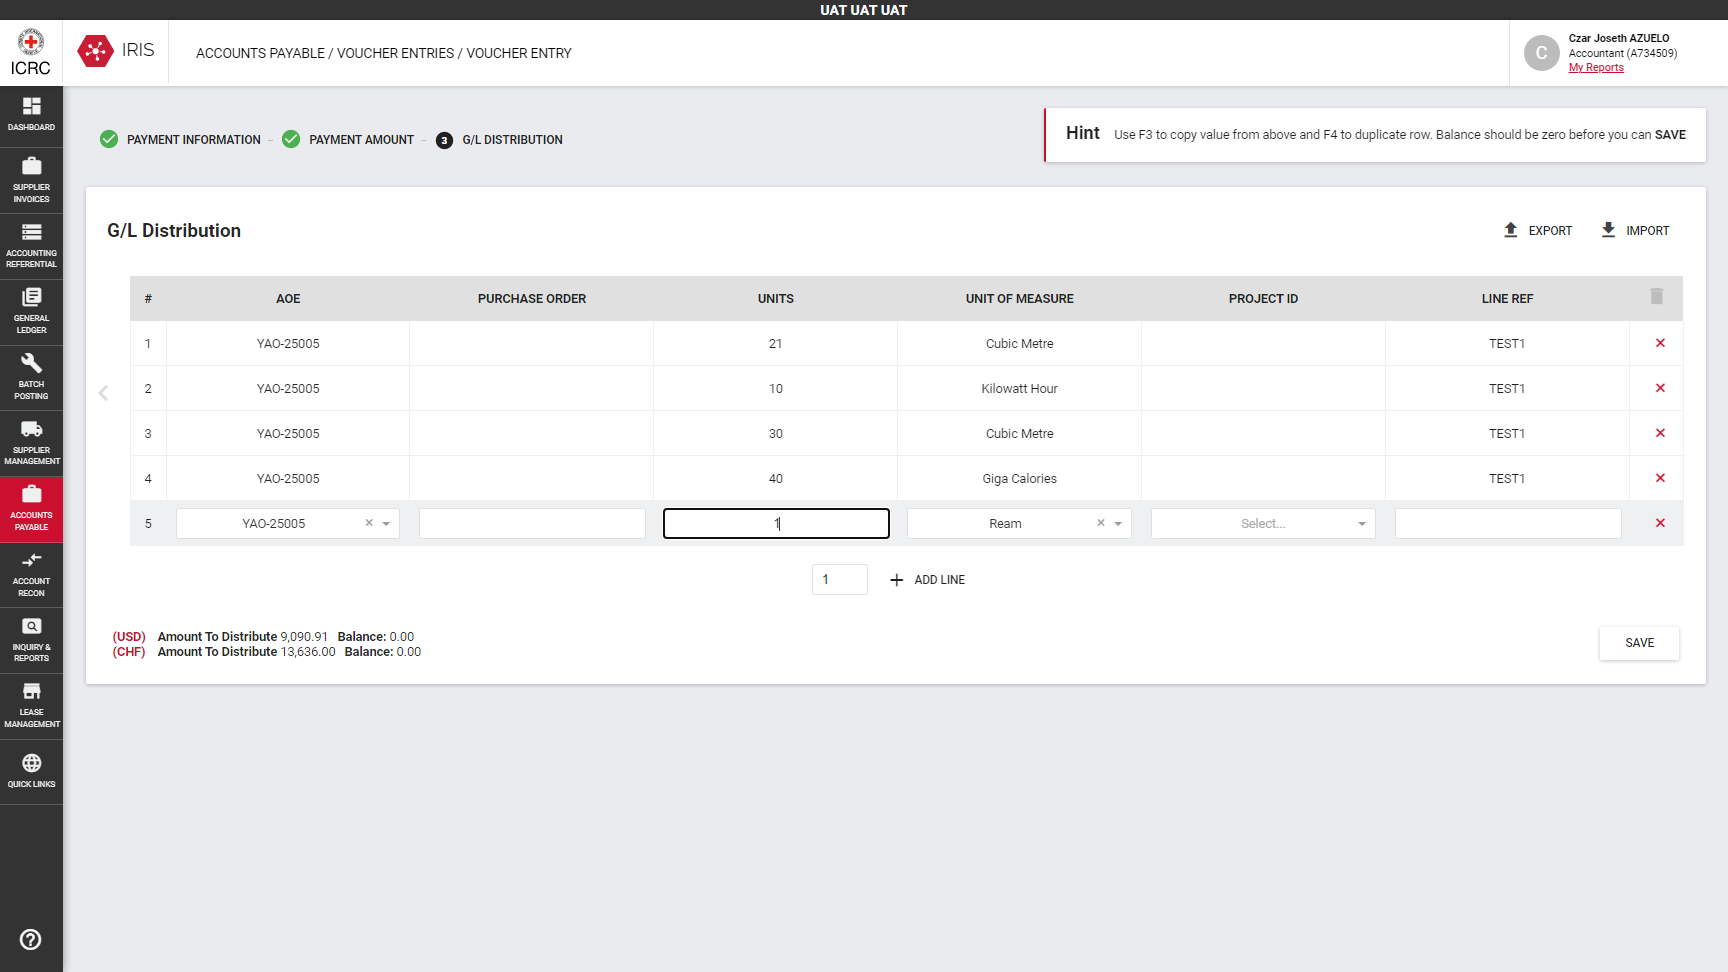 UAT UAT UAT
ICRC
IRIS
ACCOUNTS PAYABLE / VOUCHER ENTRIES / VOUCHER ENTRY
C
Czar Joseth AZUELO
Accountant (A734509)
My Reports
DASHBOARD
SUPPLIER
INVOICES
ACCOUNTING
REFERENTIAL
GENERAL
LEDGER
BATCH
POSTING
SUPPLIER
MANAGEMENT
ACCOUNTS
PAYABLE
ACCOUNT
RECON
INQUIRY &
REPORTS
LEASE
MANAGEMENT
QUICK LINKS
PAYMENT INFORMATION – PAYMENT AMOUNT – 3 G/L DISTRIBUTION
Hint Use F3 to copy value from above and F4 to duplicate row. Balance should be zero before you can SAVE
G/L Distribution
EXPORT IMPORT
# AOE PURCHASE ORDER UNITS UNIT OF MEASURE PROJECT ID LINE REF
1 YAO-25005 21 Cubic Metre TEST1
2 YAO-25005 10 Kilowatt Hour TEST1
3 YAO-25005 30 Cubic Metre TEST1
4 YAO-25005 40 Giga Calories TEST1
5 YAO-25005 1 Ream Select...
1 ADD LINE
(USD) Amount To Distribute 9,090.91 Balance: 0.00
(CHF) Amount To Distribute 13,636.00 Balance: 0.00
SAVE